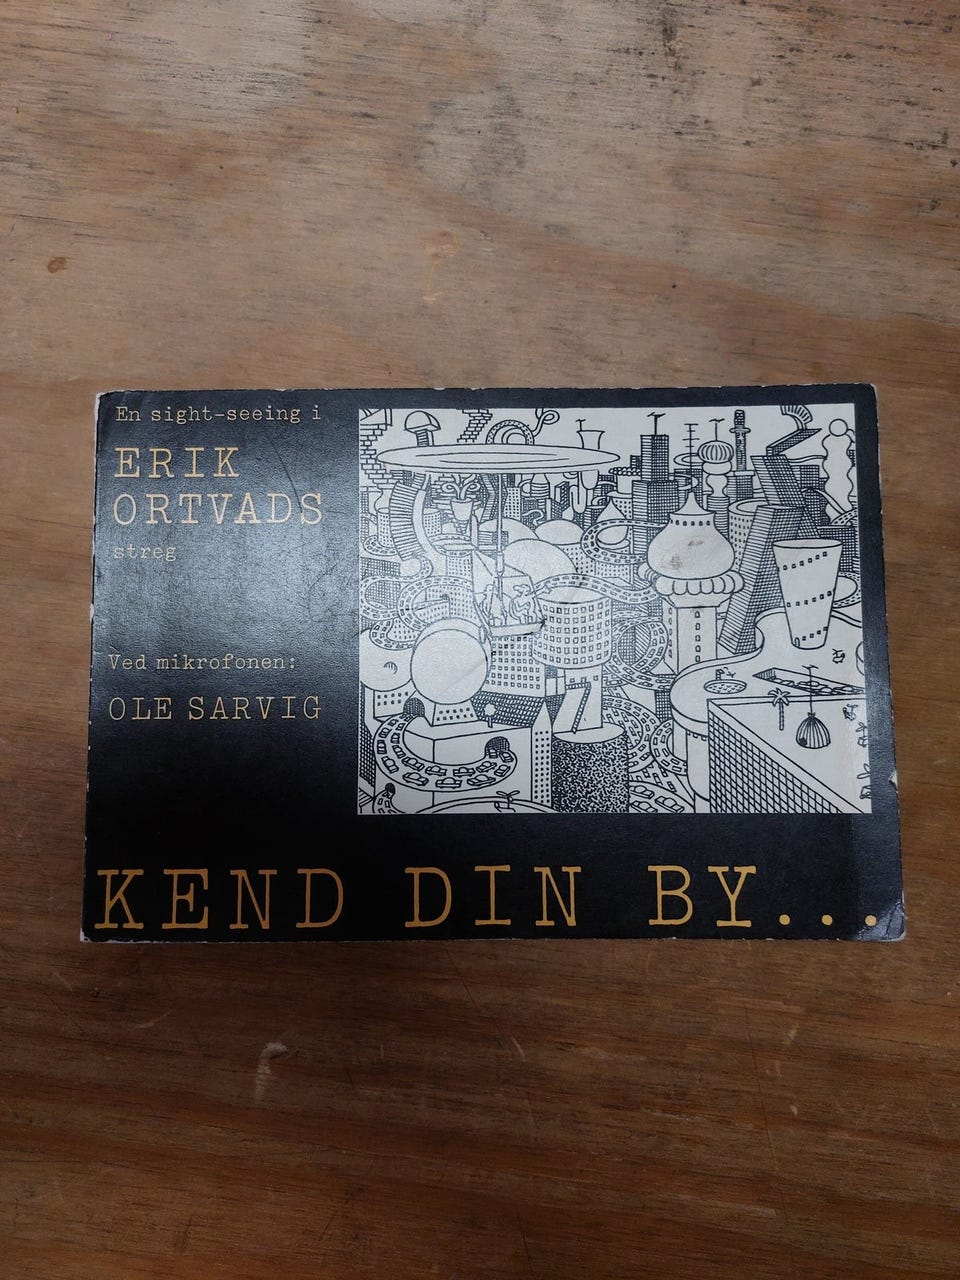 En sight-seeing i
ERIK
ORTVADS
streg
Ved mikrofonen:
OLE SARVIG
KEND DIN BY...